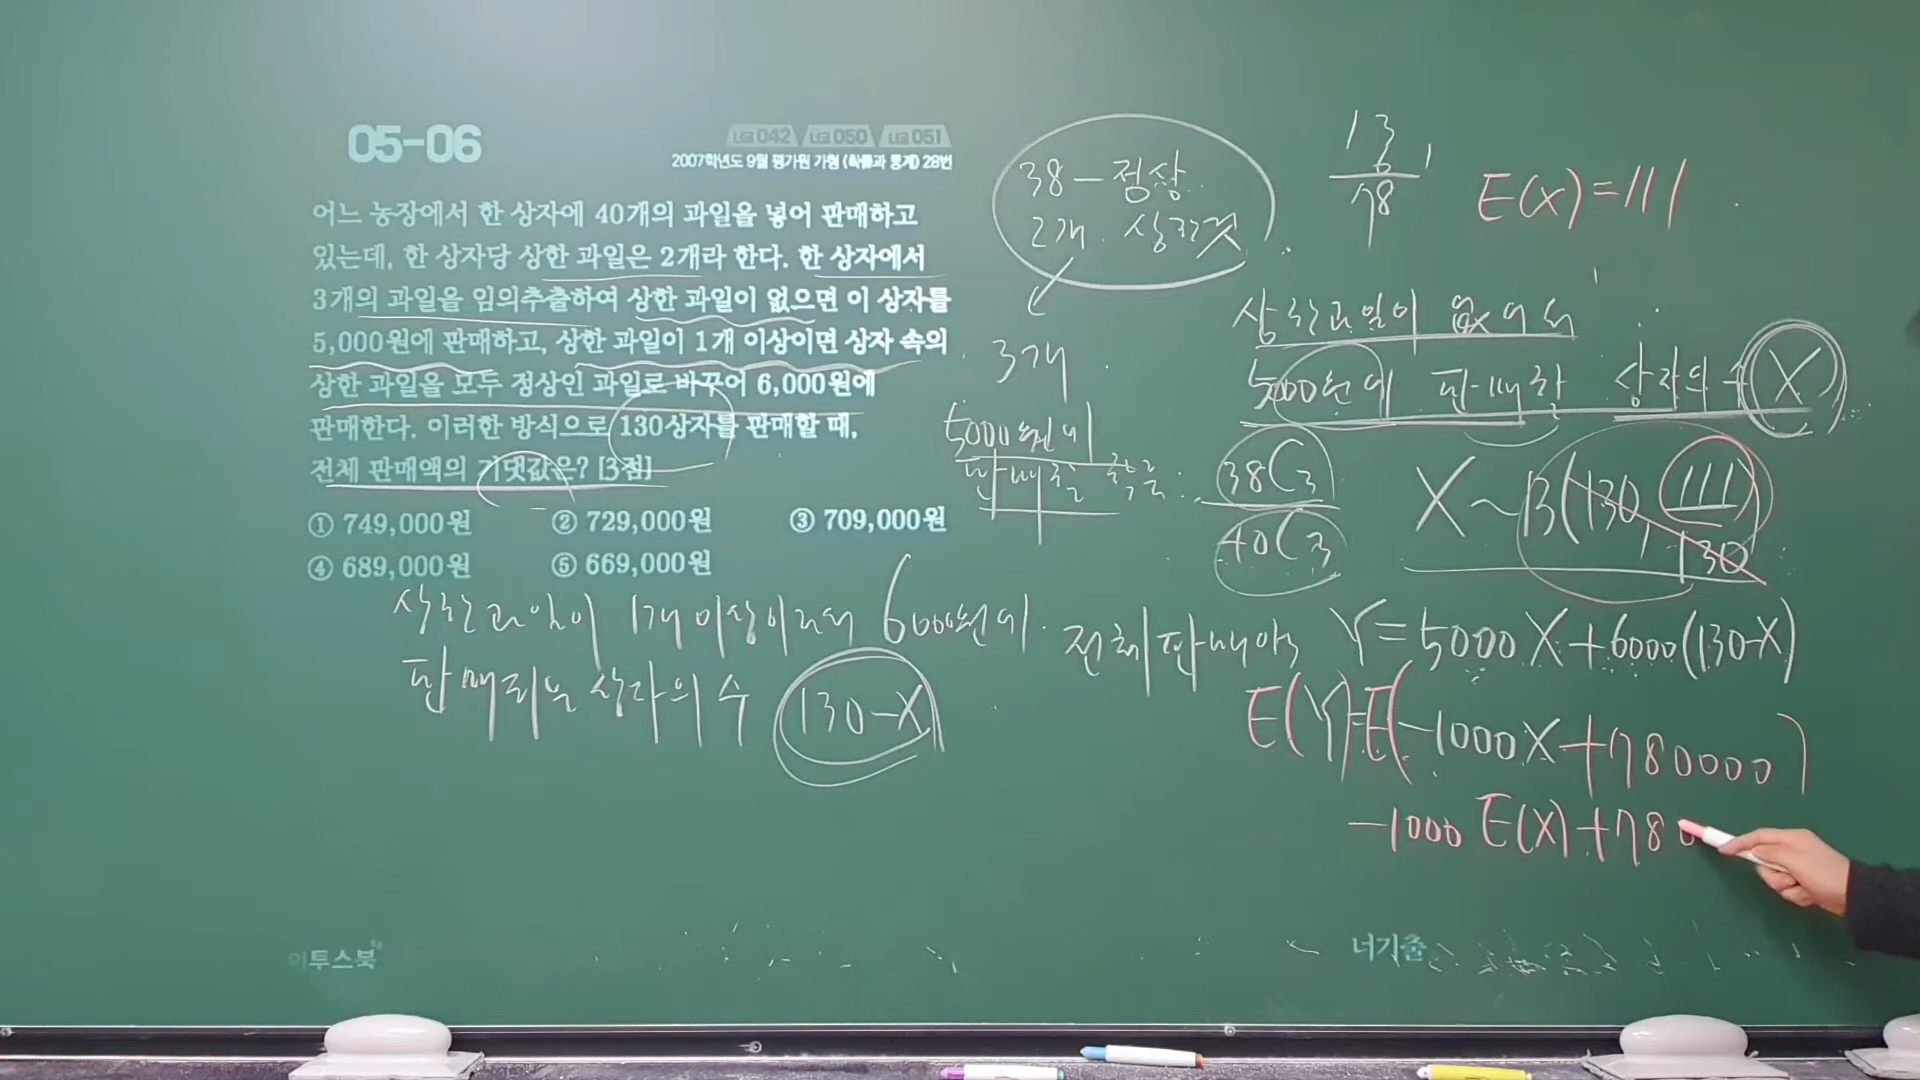 05-06
너코 042 너코 050 너코 051
2007학년도 9월 평가원 가형 (확률과 통계) 28번
어느 농장에서 한 상자에 40개의 과일을 넣어 판매하고
있는데, 한 상자당 상한 과일은 2개라 한다. 한 상자에서
3개의 과일을 임의추출하여 상한 과일이 없으면 이 상자를
5,000원에 판매하고, 상한 과일이 1개 이상이면 상자 속의
상한 과일을 모두 정상인 과일로 바꾸어 6,000원에
판매한다. 이러한 방식으로 130상자를 판매할 때,
전체 판매액의 기댓값은? [3점]
① 749,000원 ② 729,000원 ③ 709,000원
④ 689,000원 ⑤ 669,000원
상한 과일이 1개 이상이라서 6000원에
판매되는 상자의 수 130-X
38-정상
2개
3개
5000원에
판매할 확률:
38C3
40C3
13
6
78
E(X)=111
상한과일이 없어서
5000원에 판매할 상자의 수 X
X~B(130, 111/130)
전체 판매액 Y=5000X+6000(130-X)
E(Y)=E(-1000X+780000)
-1000E(X)+780
이투스북
너기출